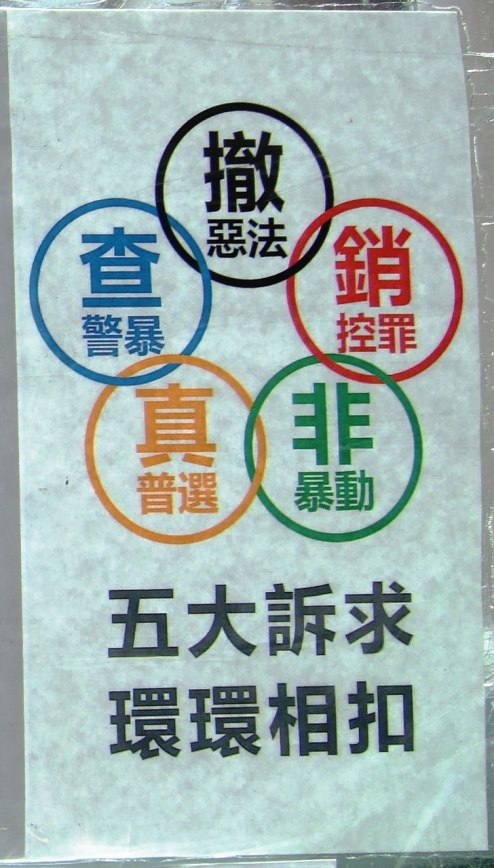 撤
惡法
查
警暴
銷
控罪
真
普選
非
暴動
五大訴求
環環相扣